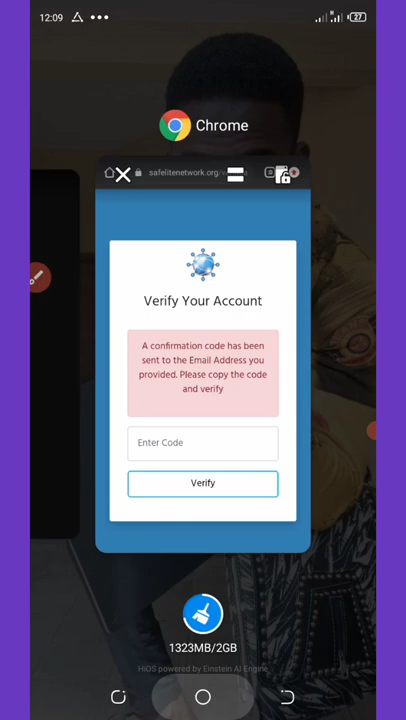 12:09
27
Chrome
safelitenetwork.org/
Verify Your Account
A confirmation code has been
sent to the Email Address you
provided. Please copy the code
and verify
Enter Code
Verify
1323MB/2GB
HiOS powered by Einstein AI Engine